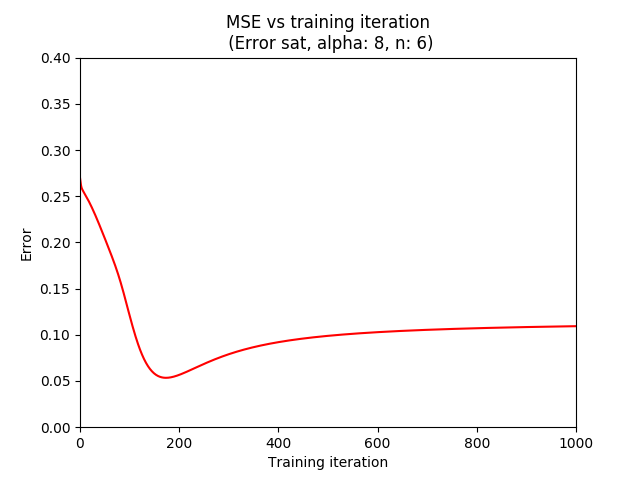 MSE vs training iteration
(Error sat, alpha: 8, n: 6)
0.40
0.35
0.30
0.25
0.20
0.15
0.10
0.05
0.00
Error
0 200 400 600 800 1000
Training iteration